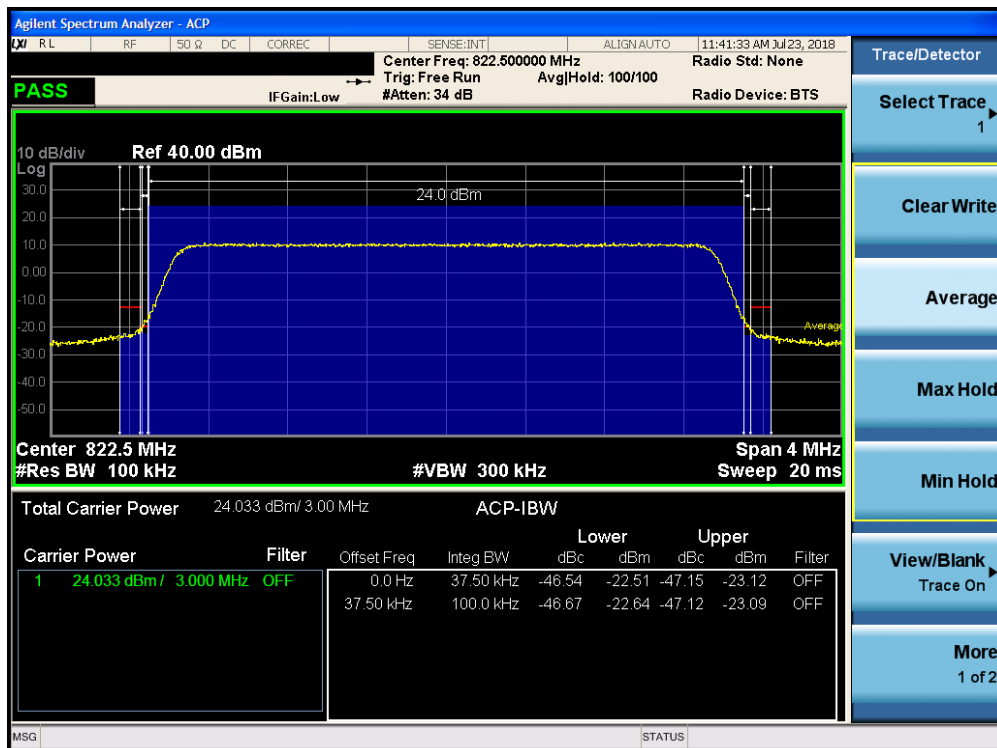 Agilent Spectrum Analyzer - ACP
LXI RL RF 50 Ω DC CORREC SENSE:INT ALIGN AUTO 11:41:33 AM Jul 23, 2018
Center Freq: 822.500000 MHz Radio Std: None
Trig: Free Run Avg|Hold: 100/100
PASS IFGain:Low #Atten: 34 dB Radio Device: BTS
10 dB/div Ref 40.00 dBm
Log
30.0
24.0 dBm
20.0
10.0
0.00
-10.0
-20.0
Average
-30.0
-40.0
-50.0
Center 822.5 MHz Span 4 MHz
#Res BW 100 kHz #VBW 300 kHz Sweep 20 ms
Total Carrier Power 24.033 dBm/ 3.00 MHz ACP-IBW
Lower Upper
Carrier Power Filter Offset Freq Integ BW dBc dBm dBc dBm Filter
1 24.033 dBm / 3.000 MHz OFF 0.0 Hz 37.50 kHz -46.54 -22.51 -47.15 -23.12 OFF
37.50 kHz 100.0 kHz -46.67 -22.64 -47.12 -23.09 OFF
MSG STATUS
Trace/Detector
Select Trace
1
Clear Write
Average
Max Hold
Min Hold
View/Blank
Trace On
More
1 of 2